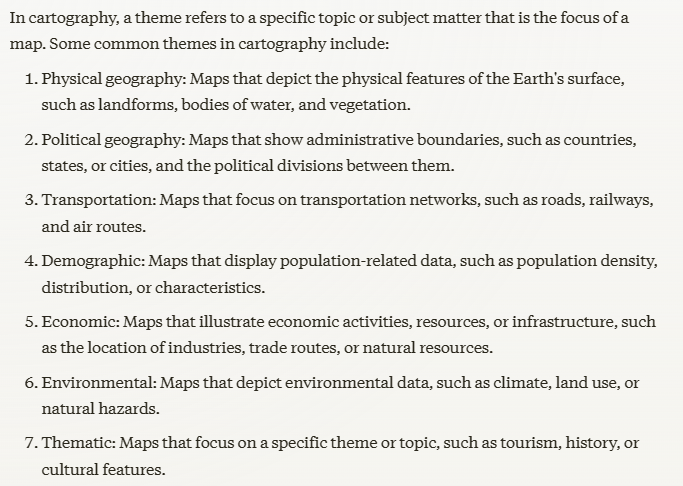 In cartography, a theme refers to a specific topic or subject matter that is the focus of a
map. Some common themes in cartography include:
1. Physical geography: Maps that depict the physical features of the Earth's surface,
such as landforms, bodies of water, and vegetation.
2. Political geography: Maps that show administrative boundaries, such as countries,
states, or cities, and the political divisions between them.
3. Transportation: Maps that focus on transportation networks, such as roads, railways,
and air routes.
4. Demographic: Maps that display population-related data, such as population density,
distribution, or characteristics.
5. Economic: Maps that illustrate economic activities, resources, or infrastructure, such
as the location of industries, trade routes, or natural resources.
6. Environmental: Maps that depict environmental data, such as climate, land use, or
natural hazards.
7. Thematic: Maps that focus on a specific theme or topic, such as tourism, history, or
cultural features.